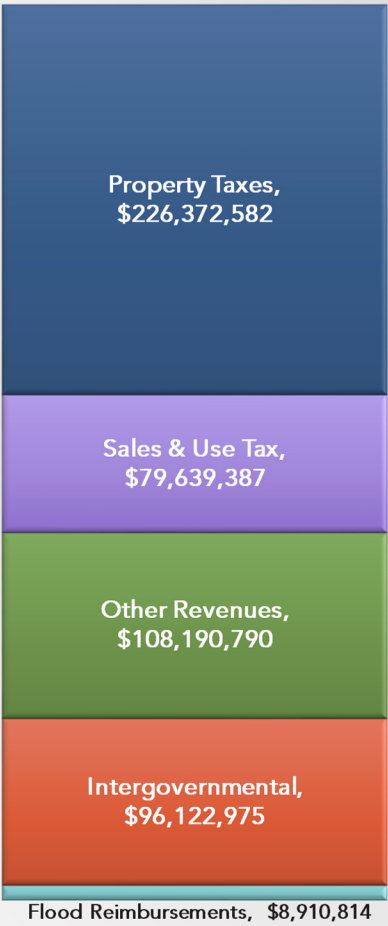 Property Taxes,
$226,372,582
Sales & Use Tax,
$79,639,387
Other Revenues,
$108,190,790
Intergovernmental,
$96,122,975
Flood Reimbursements, $8,910,814